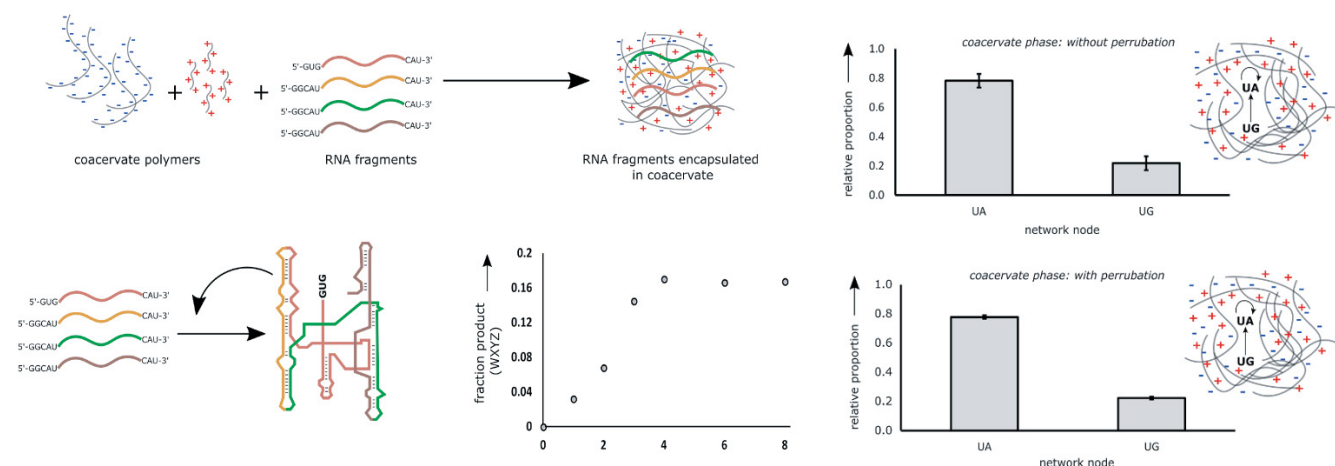 5'-GUG CAU-3'
5'-GGCAU CAU-3'
5'-GGCAU CAU-3'
5'-GGCAU CAU-3'
+ +
coacervate polymers
RNA fragments
RNA fragments encapsulated
in coacervate
coacervate phase: without perrubation
relative proportion
1.0
0.8
0.6
0.4
0.2
0.0
UA
UG
UA UG
network node
5'-GUG CAU-3'
5'-GGCAU CAU-3'
5'-GGCAU CAU-3'
5'-GGCAU CAU-3'
GUG
fraction product
(WXYZ)
0.2
0.16
0.12
0.08
0.04
0
0 2 4 6 8
coacervate phase: with perrubation
relative proportion
1.0
0.8
0.6
0.4
0.2
0.0
UA
UG
UA UG
network node